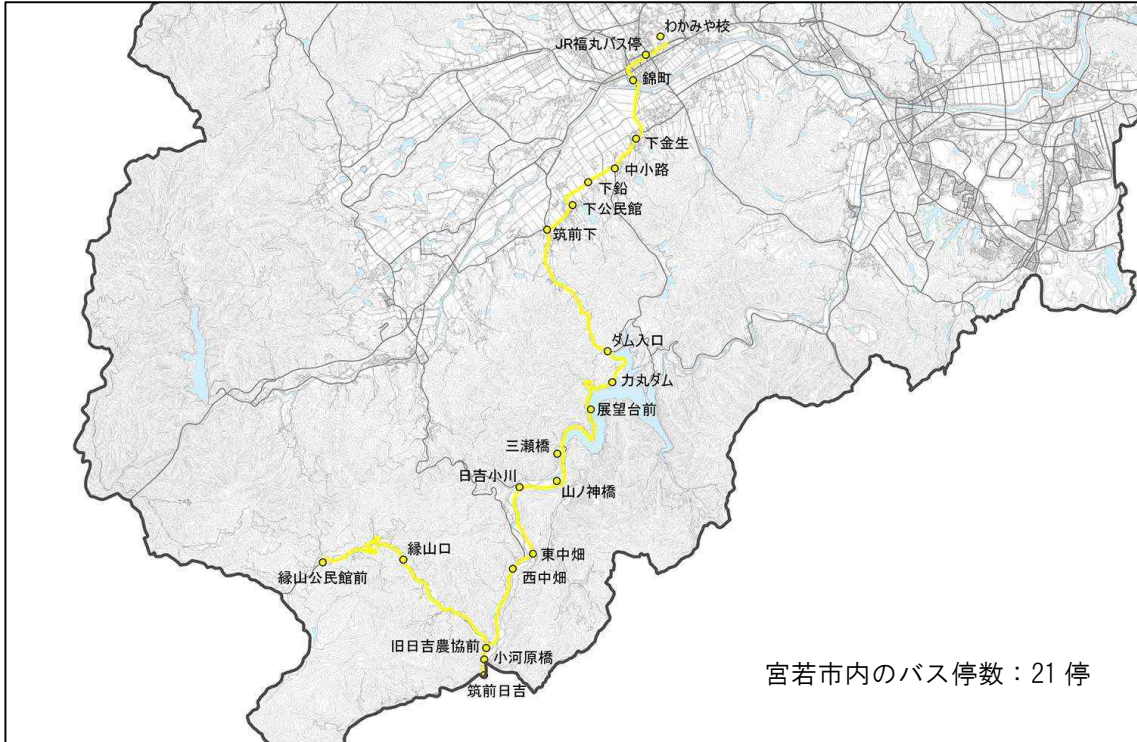 わかみや校
JR福丸バス停
錦町
下金生
中小路
下鉛
下公民館
筑前下
ダム入口
力丸ダム
展望台前
三瀬橋
日吉小川
山ノ神橋
東中畑
縁山口
西中畑
縁山公民館前
旧日吉農協前
小河原橋
筑前日吉
宮若市内のバス停数：21 停